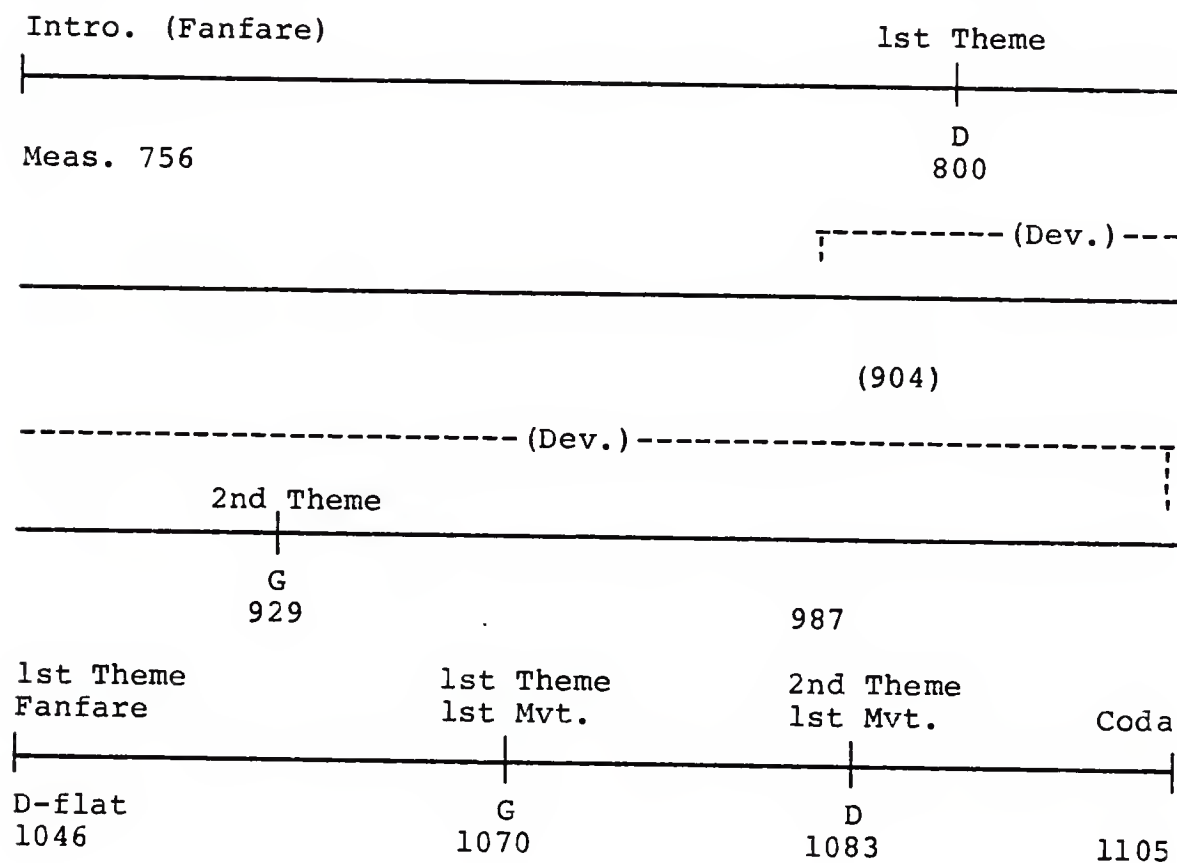 Intro. (Fanfare) 1st Theme
D
Meas. 756 800
(Dev.)
(904)
(Dev.)
2nd Theme
G
929 987
1st Theme 1st Theme 2nd Theme
Fanfare 1st Mvt. 1st Mvt. Coda
D-flat G D
1046 1070 1083 1105